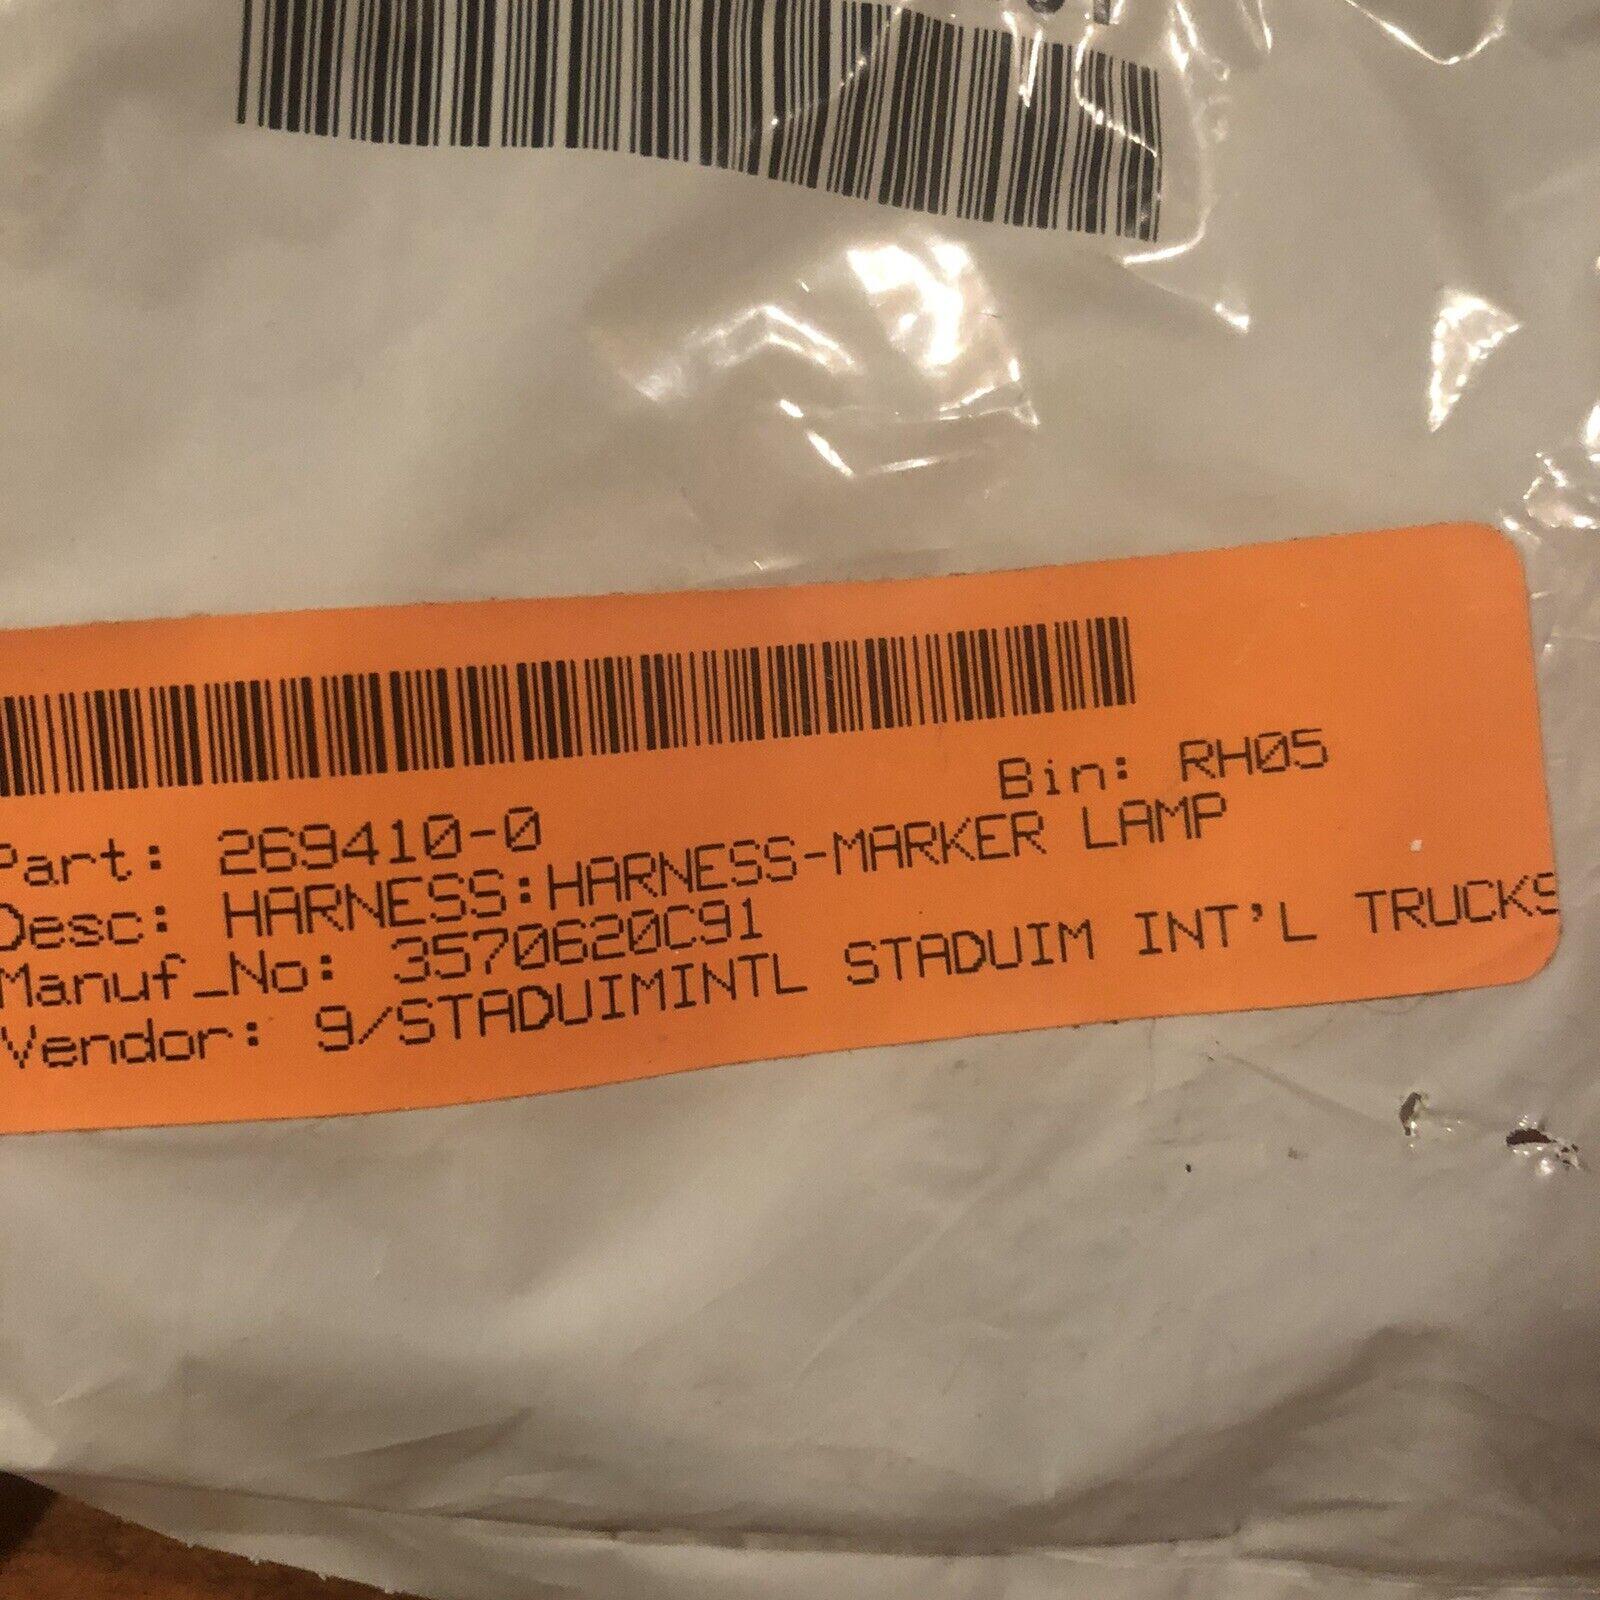 Bin: RH05
Part: 269410-0
Desc: HARNESS:HARNESS-MARKER LAMP
Manuf_No: 3570620C91
Vendor: 9/STADUIMINTL STADUIM INT'L TRUCKS